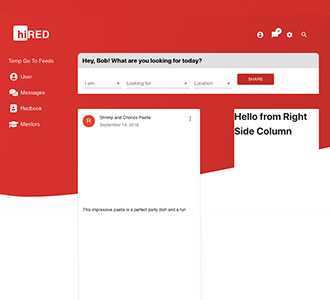 hiRED
Temp Go To Feeds
User
Messages
Redbook
Mentors
Hey, Bob! What are you looking for today?
I am
Looking for
Location
SHARE
R
Shrimp and Chorizo Paella
September 14, 2016
This impressive paella is a perfect party dish and a fun
Hello from Right
Side Column